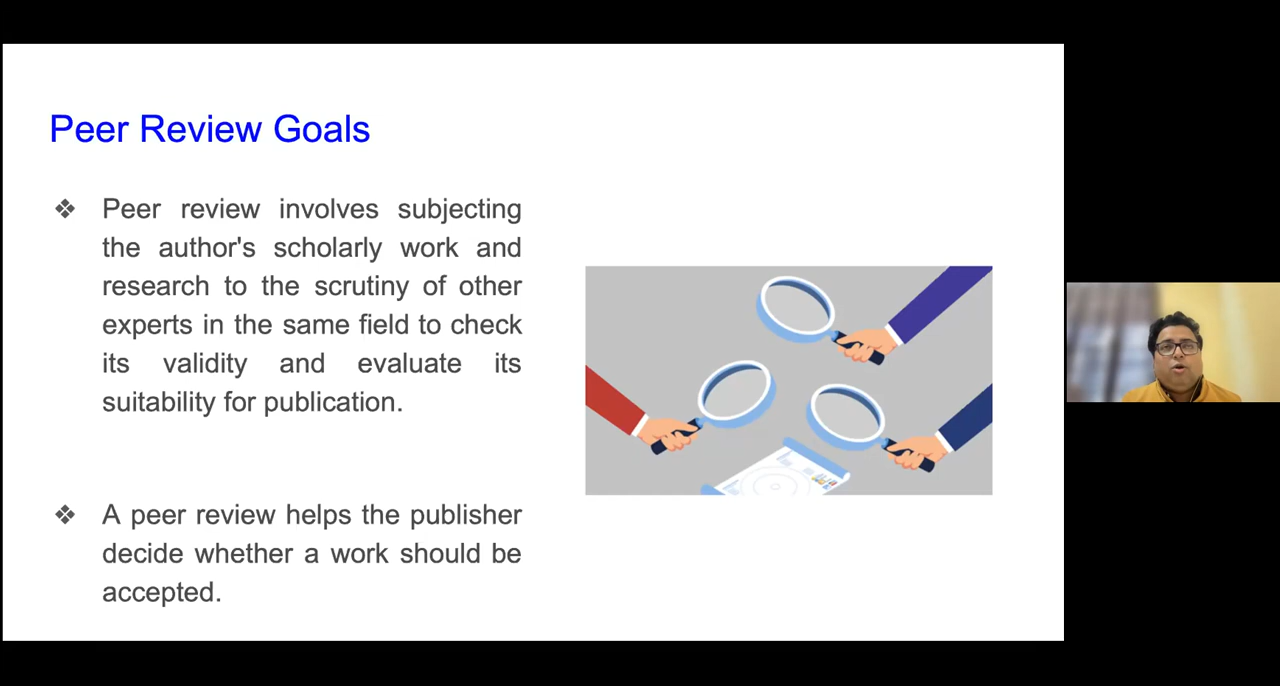 Peer Review Goals
❖ Peer review involves subjecting
the author's scholarly work and
research to the scrutiny of other
experts in the same field to check
its validity and evaluate its
suitability for publication.
❖ A peer review helps the publisher
decide whether a work should be
accepted.